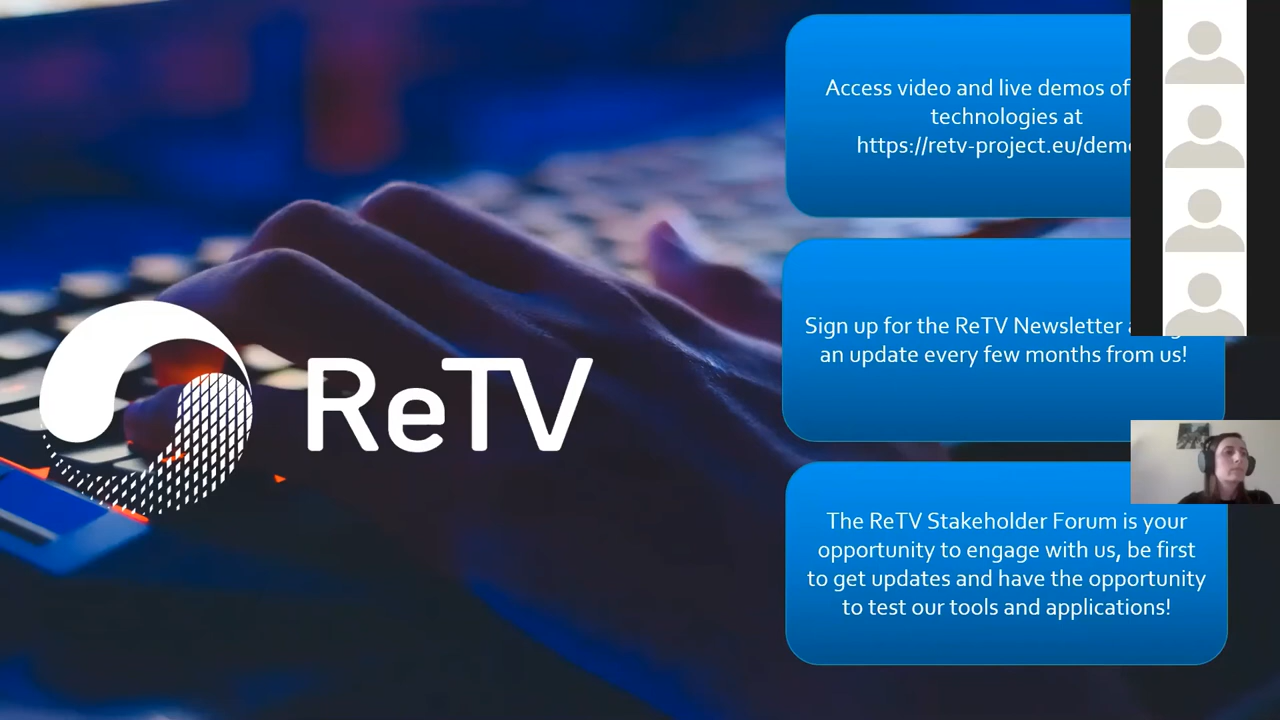 ReTV
Access video and live demos of
technologies at
https://retv-project.eu/demo
Sign up for the ReTV Newsletter
an update every few months from us!
The ReTV Stakeholder Forum is your
opportunity to engage with us, be first
to get updates and have the opportunity
to test our tools and applications!